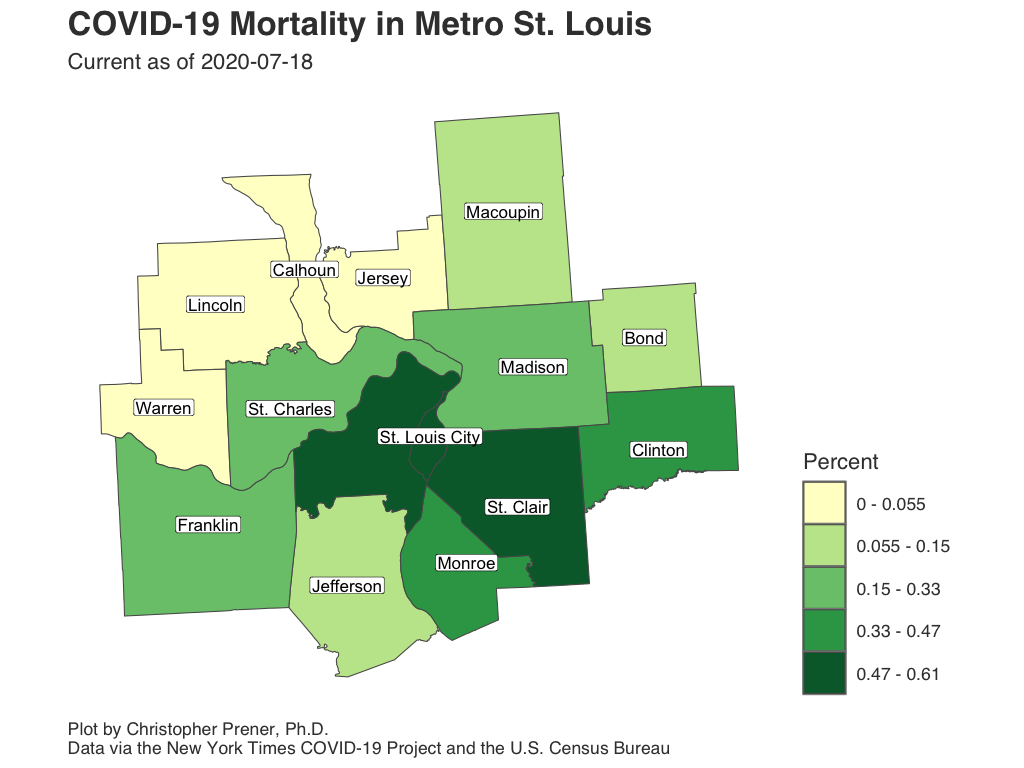 COVID-19 Mortality in Metro St. Louis
Current as of 2020-07-18
Macoupin
Calhoun
Jersey
Lincoln
Bond
Madison
Warren
St. Charles
St. Louis City
Clinton
St. Clair
Franklin
Monroe
Jefferson
Percent
0 - 0.055
0.055 - 0.15
0.15 - 0.33
0.33 - 0.47
0.47 - 0.61
Plot by Christopher Prener, Ph.D.
Data via the New York Times COVID-19 Project and the U.S. Census Bureau